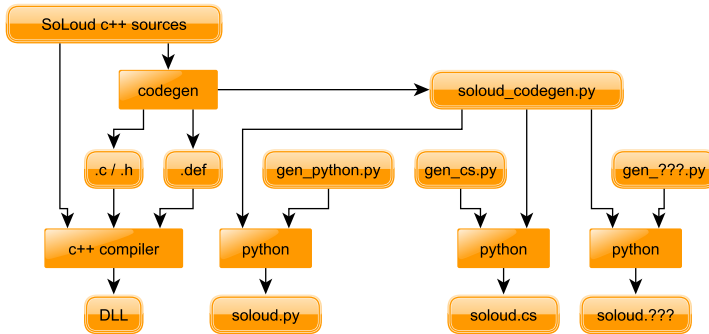 SoLoud c++ sources
codegen
soloud_codegen.py
.c / .h
.def
gen_python.py
gen_cs.py
gen_???.py
c++ compiler
python
python
python
DLL
soloud.py
soloud.cs
soloud.???